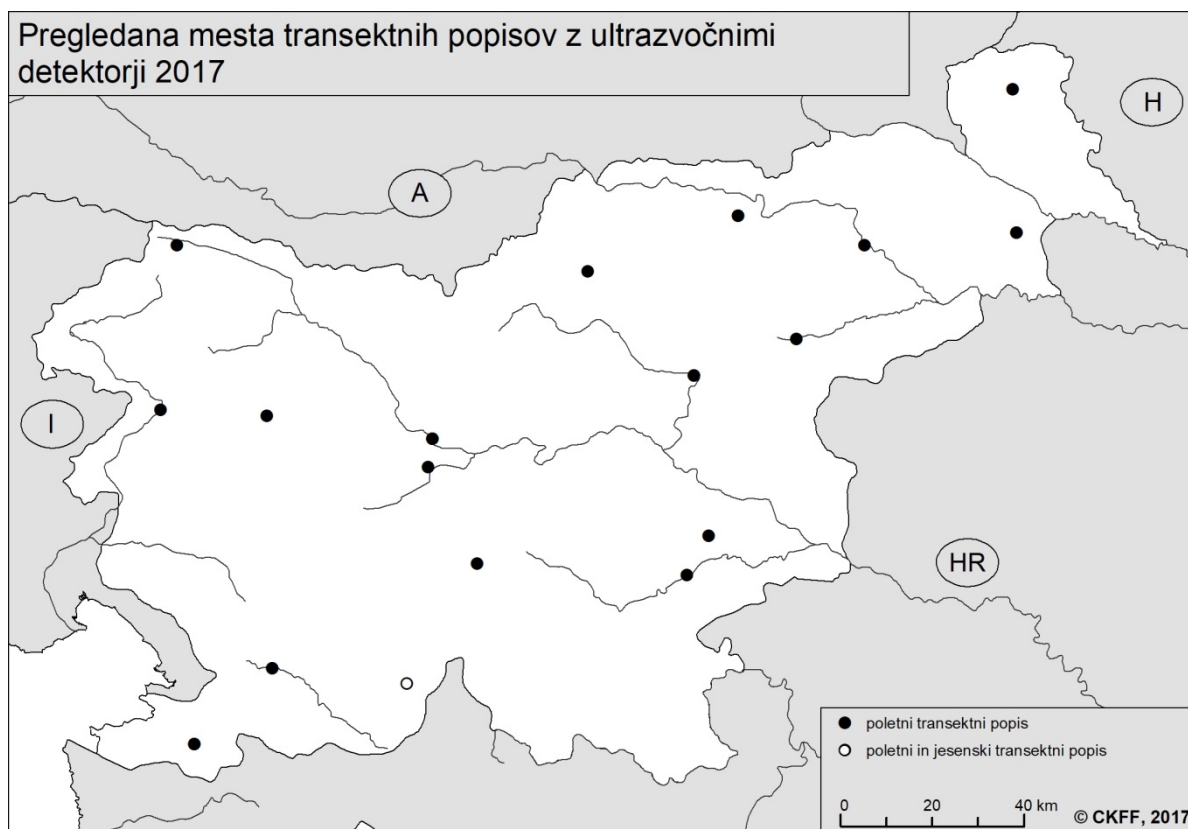 Pregledana mesta transektnih popisov z ultrazvočnimi
detektorji 2017
H
A
I
HR
poletni transektni popis
poletni in jesenski transektni popis
0 20 40 km
© CKFF, 2017